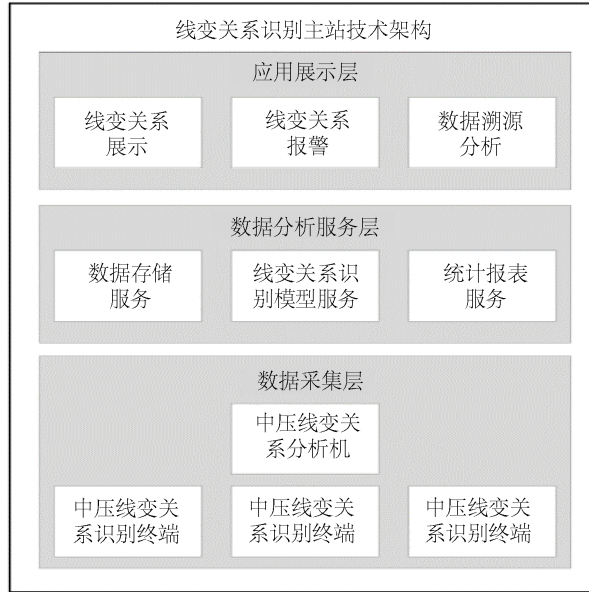 线变关系识别主站技术架构
应用展示层
线变关系
展示
线变关系
报警
数据溯源
分析
数据分析服务层
数据存储
服务
线变关系识
别模型服务
统计报表
服务
数据采集层
中压线变关
系分析机
中压线变关
系识别终端
中压线变关
系识别终端
中压线变关
系识别终端